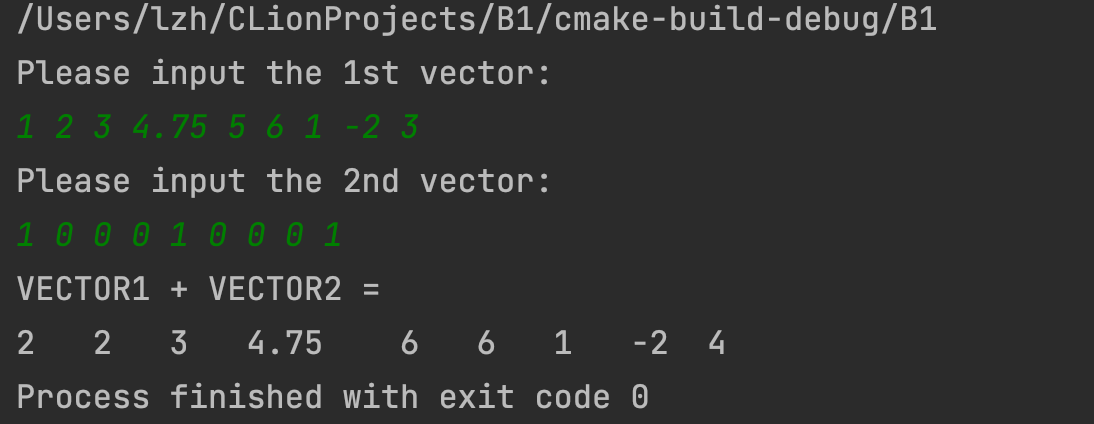 /Users/lzh/CLionProjects/B1/cmake-build-debug/B1
Please input the 1st vector:
1 2 3 4.75 5 6 1 -2 3
Please input the 2nd vector:
1 0 0 0 1 0 0 0 1
VECTOR1 + VECTOR2 =
2   2   3   4.75    6   6   1   -2  4
Process finished with exit code 0